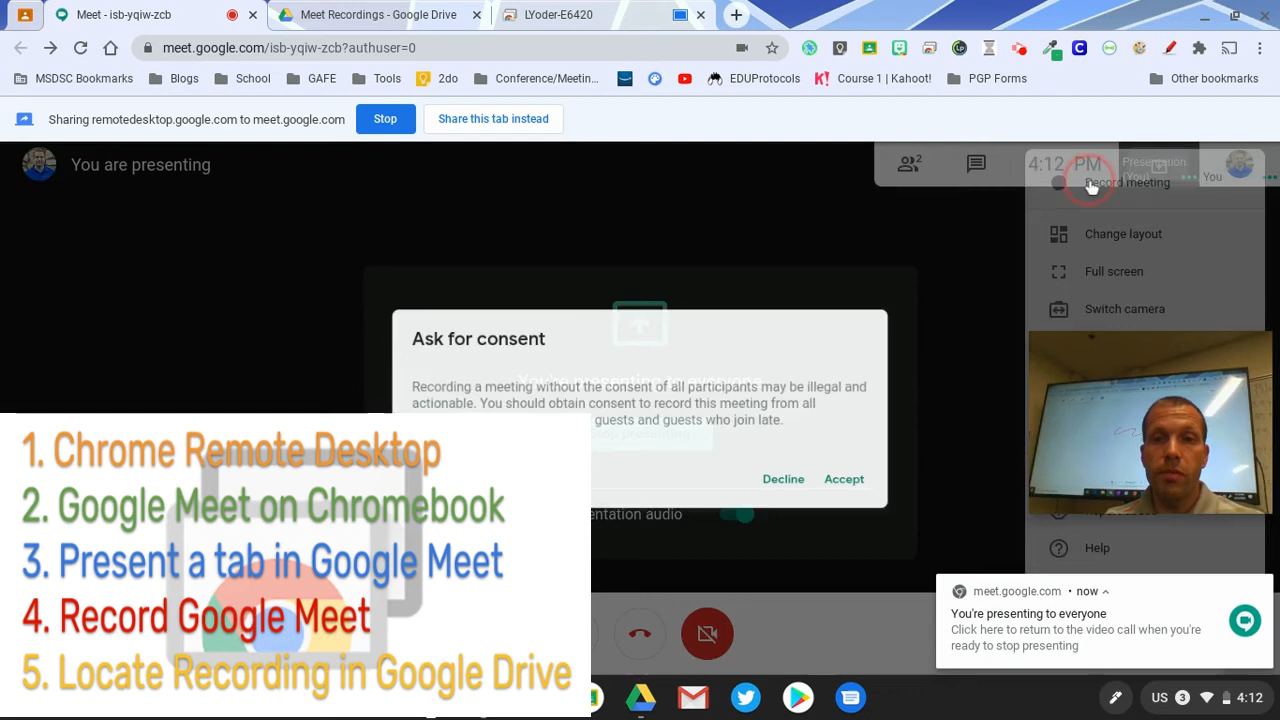 Meet - isb-yqiw-zcb
Meet Recordings - Google Drive
LYoder-E6420
meet.google.com/isb-yqiw-zcb?authuser=0
MSDSC Bookmarks
Blogs
School
GAFE
Tools
2do
Conference/Meetin...
EDUProtocols
Course 1 | Kahoot!
PGP Forms
Other bookmarks
Sharing remotedesktop.google.com to meet.google.com
Stop
Share this tab instead
You are presenting
2
4:12 PM
Presentation
(You)
You
Record meeting
Change layout
Full screen
Switch camera
Help
Ask for consent
Recording a meeting without the consent of all participants may be illegal and
actionable. You should obtain consent to record this meeting from all
guests and guests who join late.
Decline
Accept
1. Chrome Remote Desktop
2. Google Meet on Chromebook
3. Present a tab in Google Meet
4. Record Google Meet
5. Locate Recording in Google Drive
meet.google.com • now
You're presenting to everyone
Click here to return to the video call when you're
ready to stop presenting
US
3
4:12